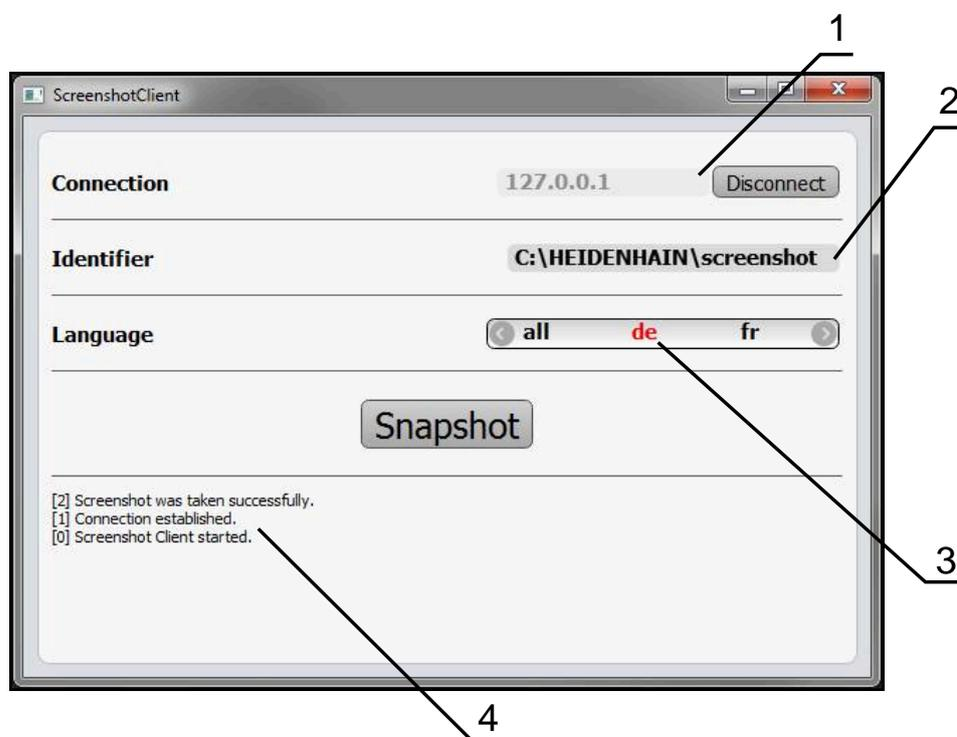 1
ScreenshotClient
2
Connection 127.0.0.1 Disconnect
Identifier C:\HEIDENHAIN\screenshot
Language all de fr
Snapshot
[2] Screenshot was taken successfully.
[1] Connection established.
[0] Screenshot Client started.
3
4